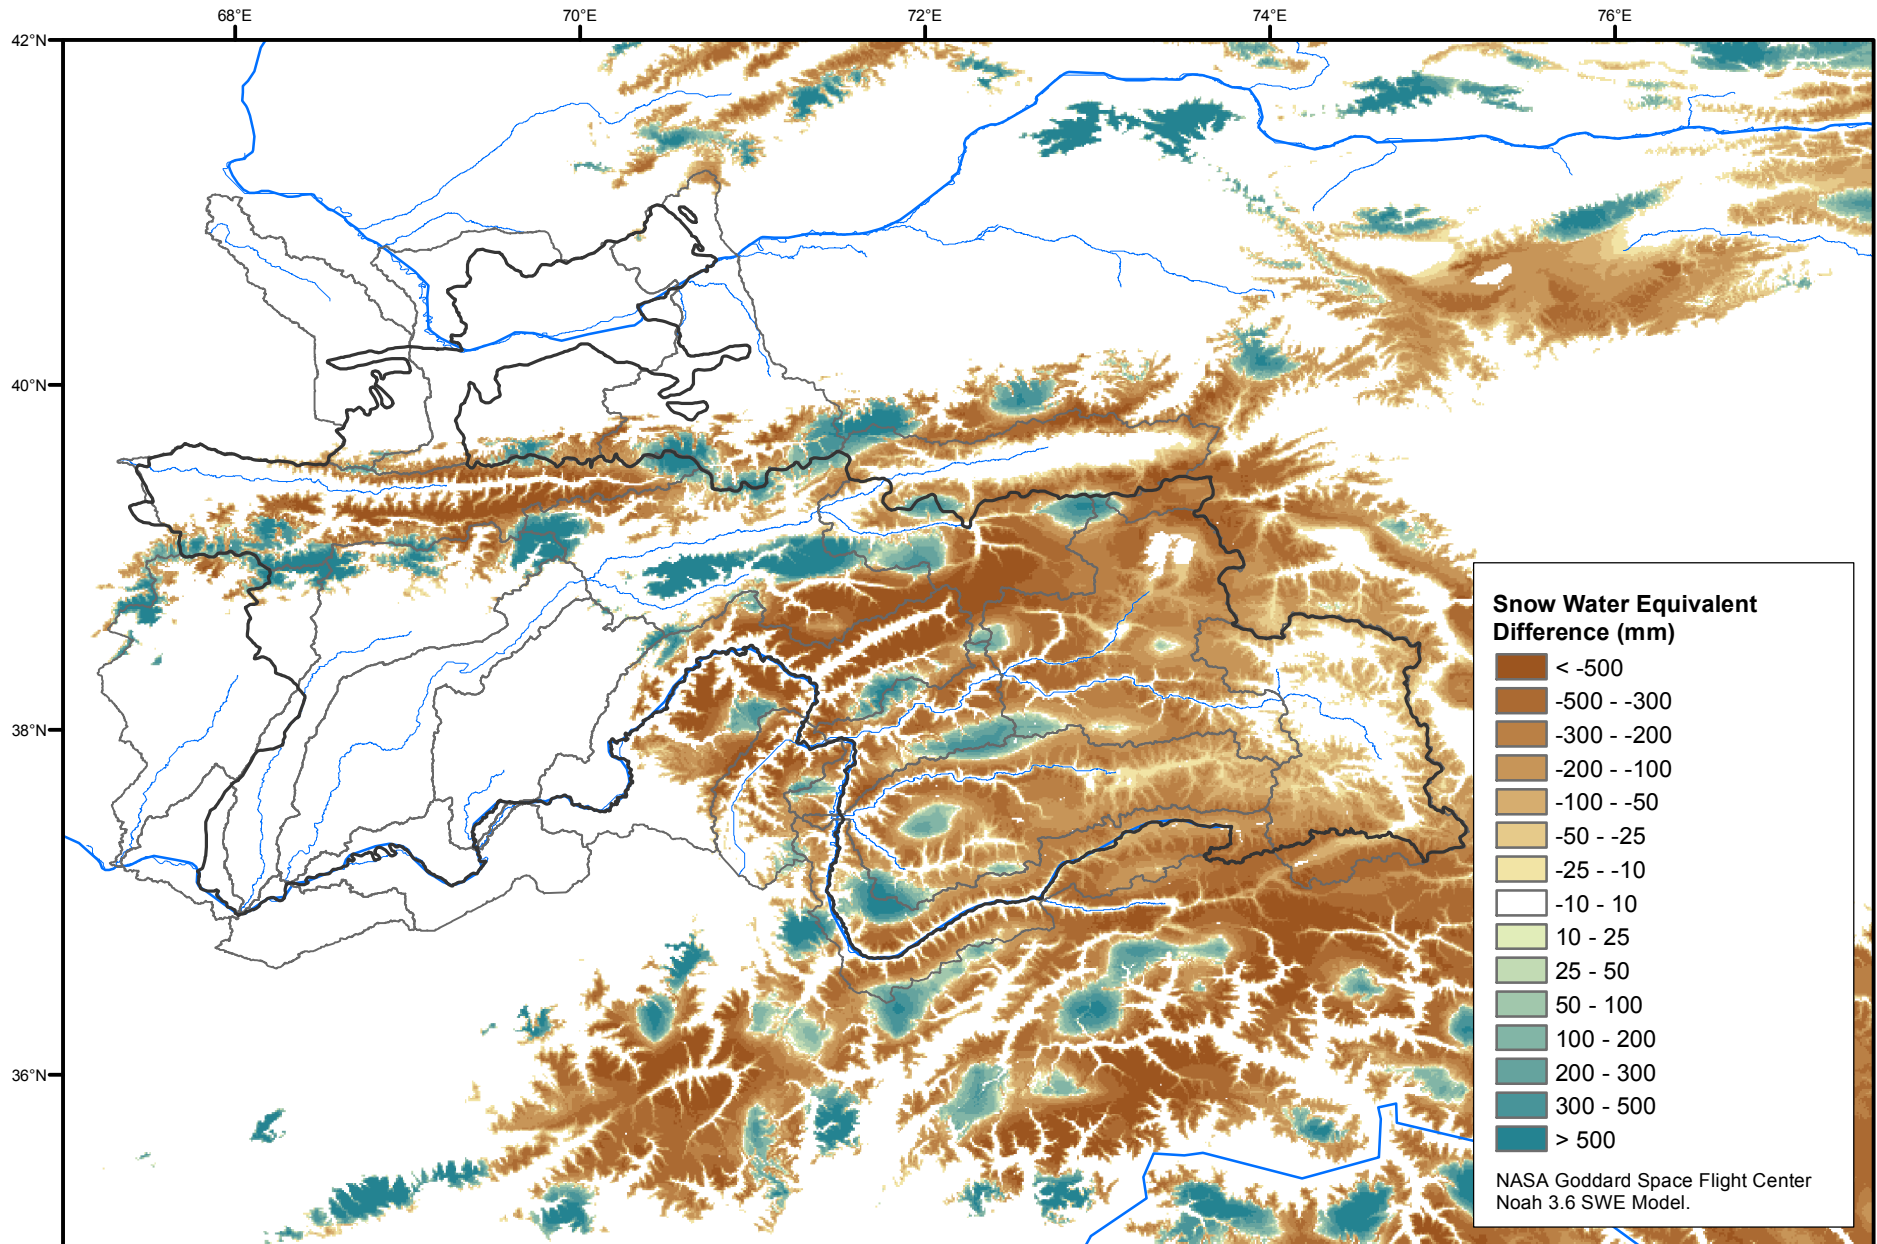 68°E
70°E
72°E
74°E
76°E
42°N
40°N
38°N
36°N
Snow Water Equivalent
Difference (mm)
< -500
-500 - -300
-300 - -200
-200 - -100
-100 - -50
-50 - -25
-25 - -10
-10 - 10
10 - 25
25 - 50
50 - 100
100 - 200
200 - 300
300 - 500
> 500
NASA Goddard Space Flight Center
Noah 3.6 SWE Model.